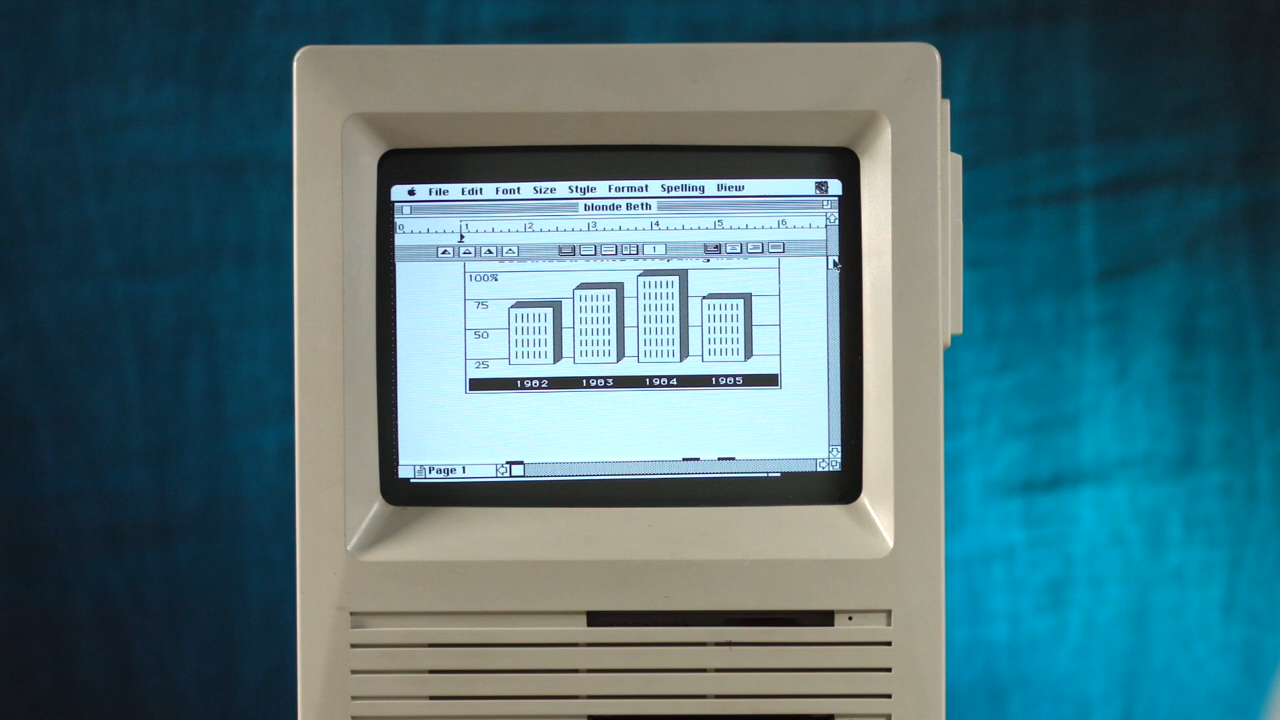 File Edit Font Size Style Format Spelling View
blonde Beth
0 1 2 3 4 5 6
1
100%
75
50
25
1982 1983 1984 1985
Page 1